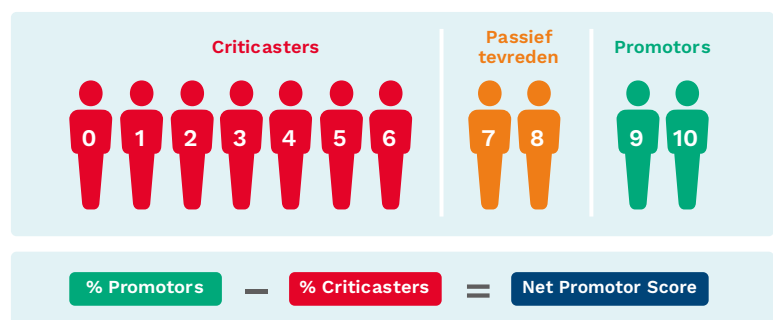 Criticasters
Passief
tevreden
Promotors
0 1 2 3 4 5 6 7 8 9 10
% Promotors – % Criticasters = Net Promotor Score